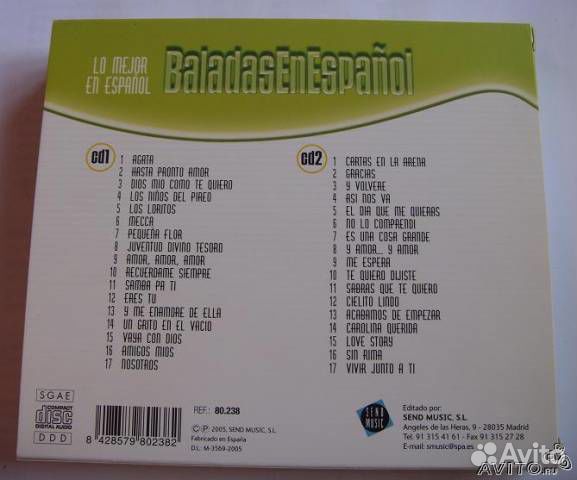 LO MEJOR
EN ESPAÑOL
BaladasEnEspañol
cd1
1 AGATA
2 HASTA PRONTO AMOR
3 DIOS MIO COMO TE QUIERO
4 LOS NIÑOS DEL PIREO
5 LOS LORITOS
6 MECCA
7 PEQUEÑA FLOR
8 JUVENTUD DIVINO TESORO
9 AMOR, AMOR, AMOR
10 RECUERDAME SIEMPRE
11 SAMBA PA TI
12 ERES TU
13 Y ME ENAMORE DE ELLA
14 UN GRITO EN EL VACIO
15 VAYA CON DIOS
16 AMIGOS MIOS
17 NOSOTROS
cd2
1 CARTAS EN LA ARENA
2 GRACIAS
3 Y VOLVERE
4 ASI NOS VA
5 EL DIA QUE ME QUIERAS
6 NO LO COMPRENDI
7 ES UNA COSA GRANDE
8 Y AMOR... Y AMOR
9 ME ESPERA
10 TE QUIERO DIJISTE
11 SABRAS QUE TE QUIERO
12 CIELITO LINDO
13 ACABAMOS DE EMPEZAR
14 CAROLINA QUERIDA
15 LOVE STORY
16 SIN RIMA
17 VIVIR JUNTO A TI
SGAE
COMPACT
disc
DIGITAL AUDIO
DDD
8 428579 802382
REF.: 80.238
©℗ 2005, SEND MUSIC, S.L.
Fabricado en España
D.L. M-3569-2005
SEND
MUSIC
Editado por:
SEND MUSIC, S.L.
Angeles de las Heras, 9 - 28035 Madrid
Tel. 91 315 41 61 - Fax 91 315 27 28
E-mail: smusic@spa.es
Avito
AVITO.ru